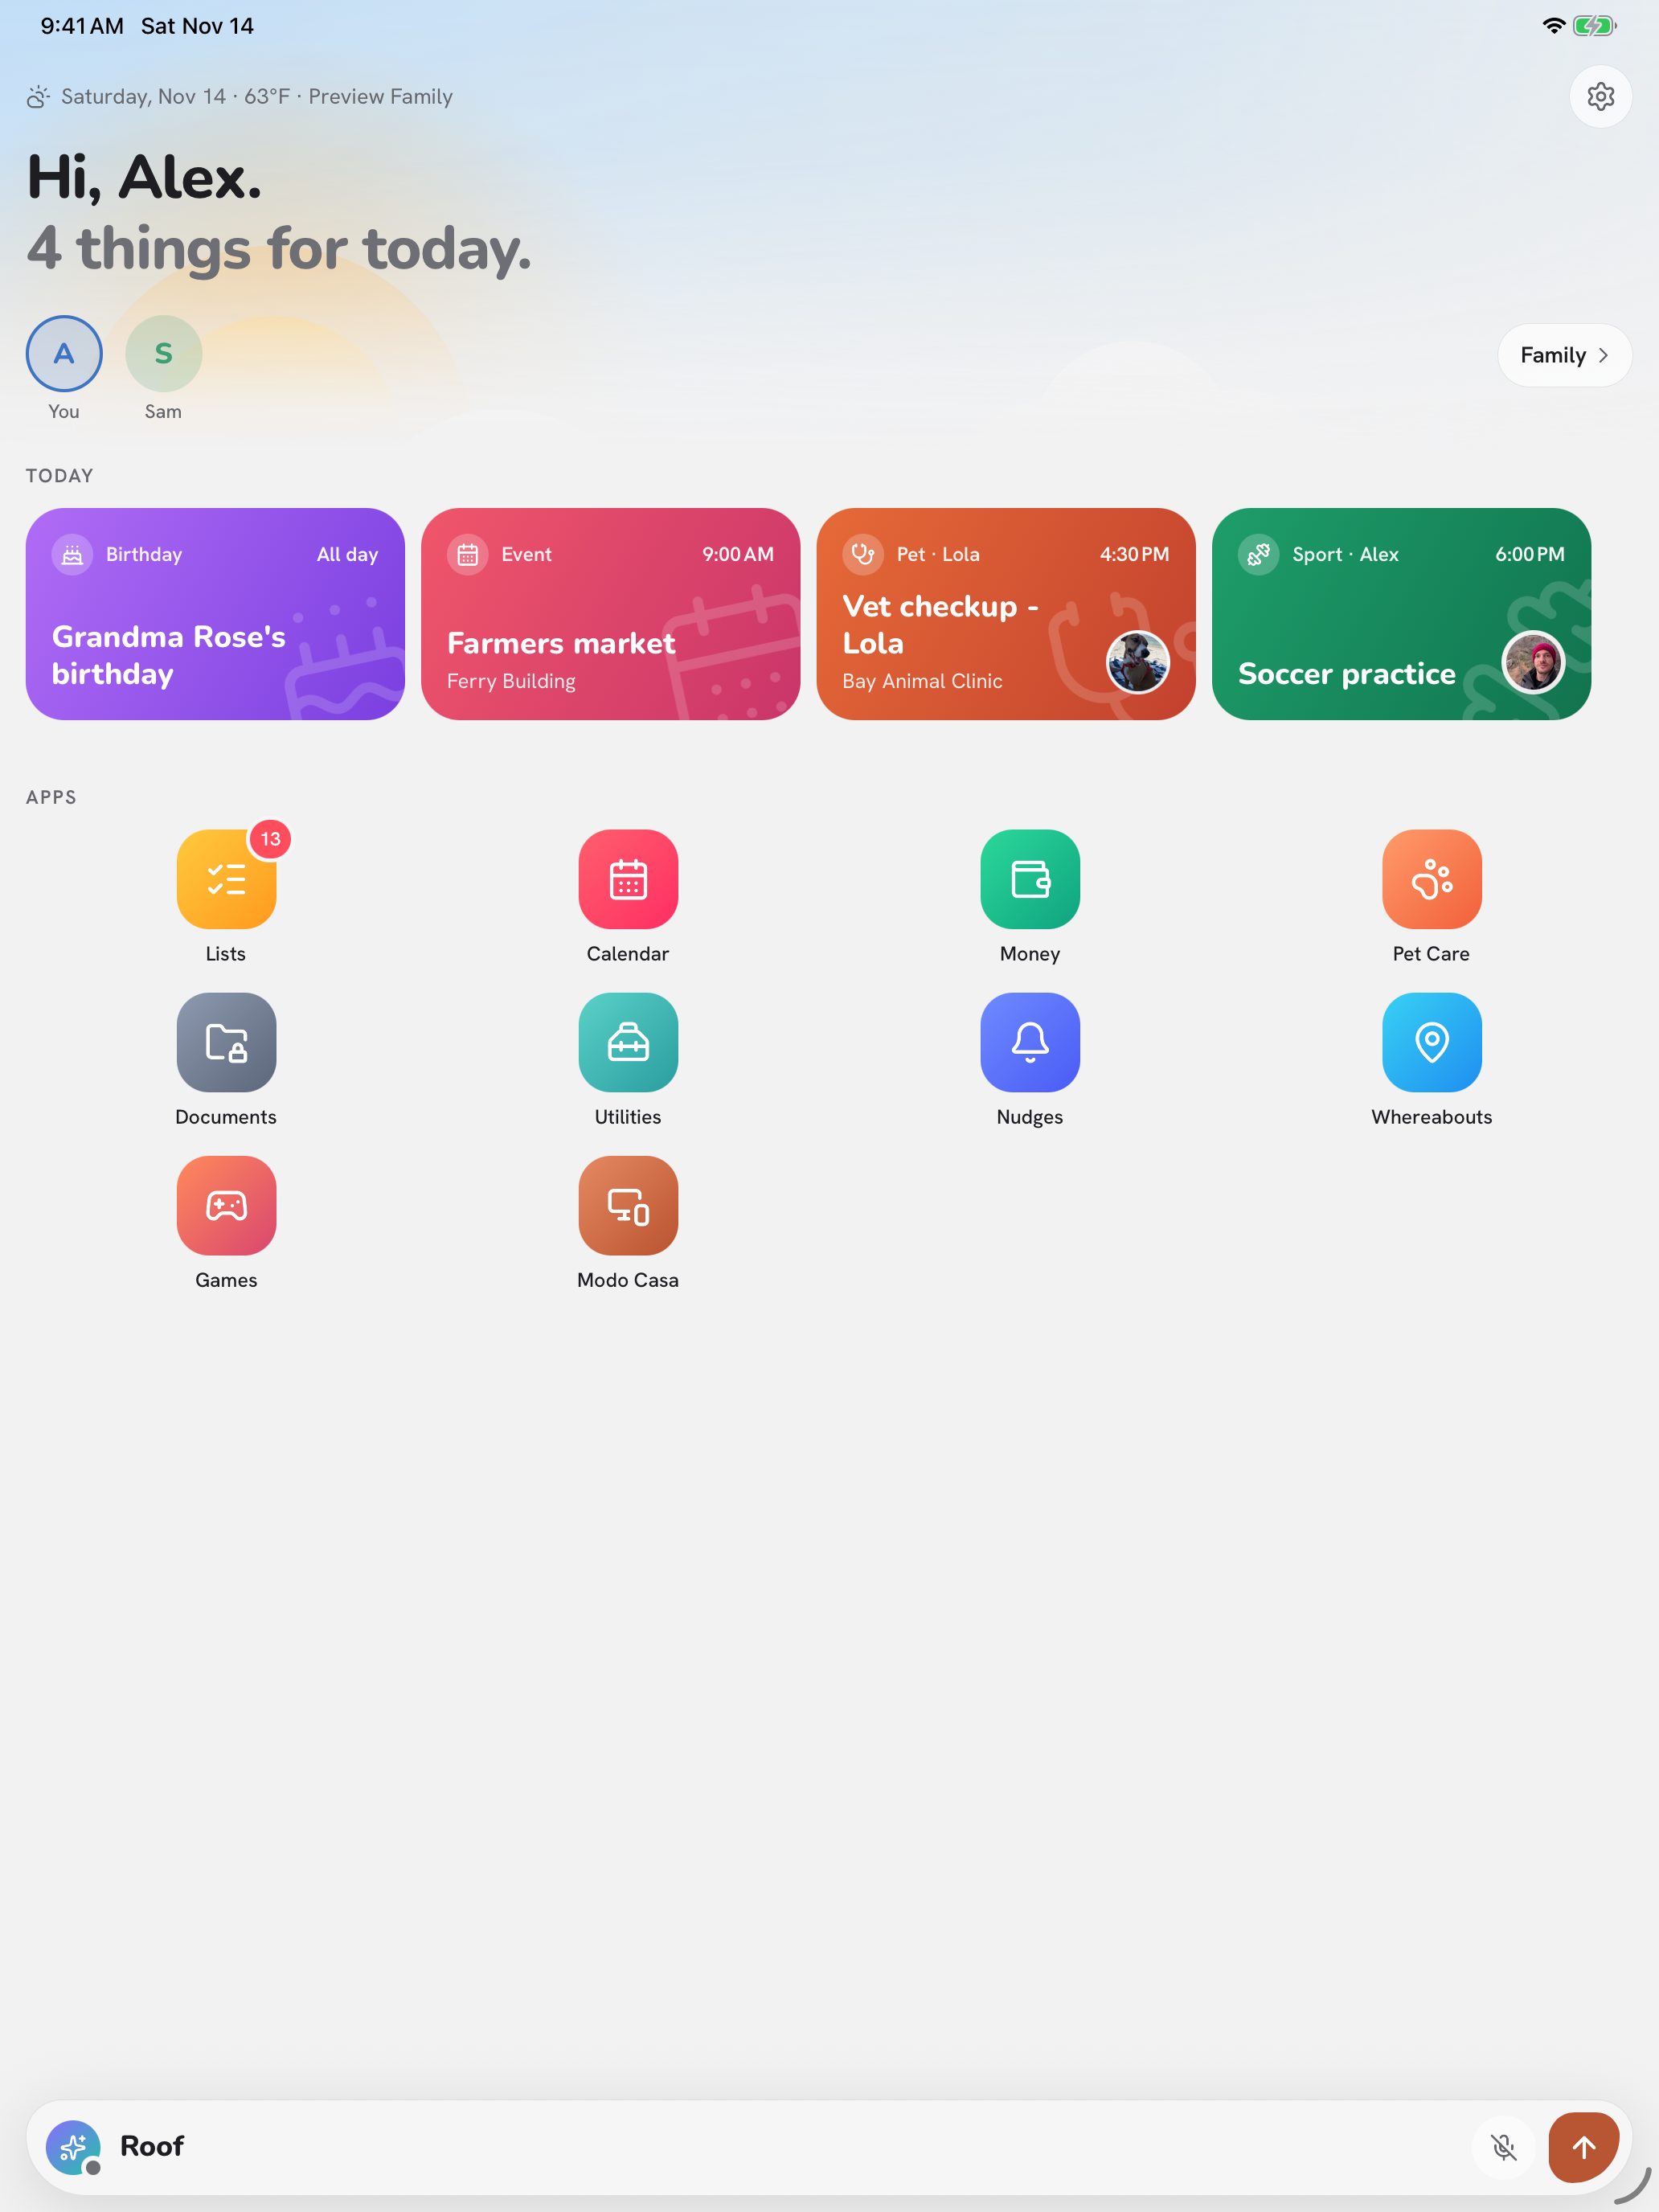 9:41 AM Sat Nov 14
Saturday, Nov 14 · 63°F · Preview Family
Hi, Alex.
4 things for today.
A
S
You
Sam
Family
TODAY
Birthday
All day
Grandma Rose's
birthday
Event
9:00 AM
Farmers market
Ferry Building
Pet · Lola
4:30 PM
Vet checkup -
Lola
Bay Animal Clinic
Sport · Alex
6:00 PM
Soccer practice
APPS
13
Lists
Calendar
Money
Pet Care
Documents
Utilities
Nudges
Whereabouts
Games
Modo Casa
Roof